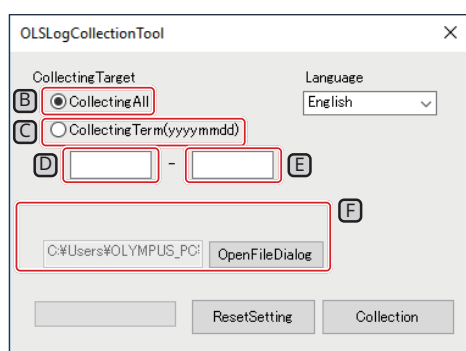 OLSLogCollectionTool
CollectingTarget Language
B CollectingAll English
C CollectingTerm(yyyymmdd)
D - E
F
C:¥Users¥OLYMPUS_PC¥ OpenFileDialog
ResetSetting Collection